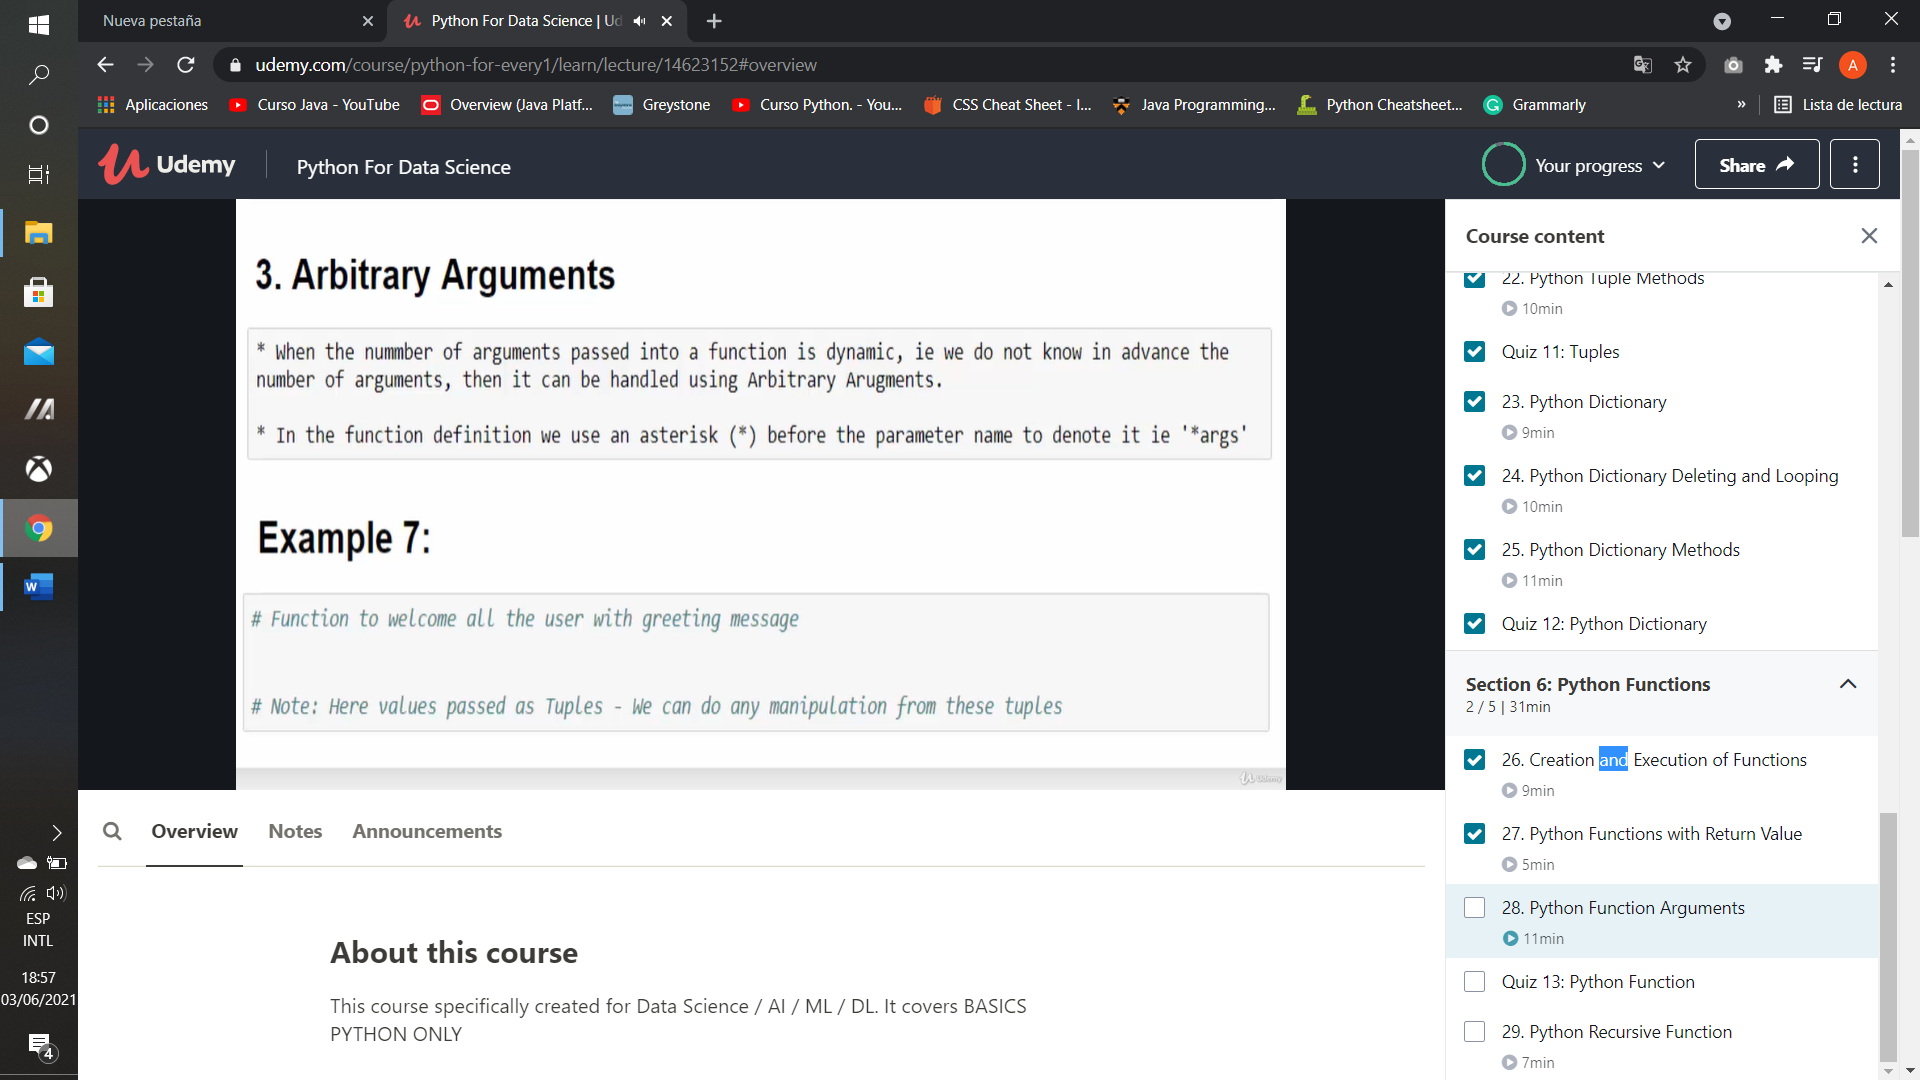 Nueva pestaña
Python For Data Science | Ud
udemy.com/course/python-for-every1/learn/lecture/14623152#overview
A
Aplicaciones
Curso Java - YouTube
Overview (Java Platf...
Greystone
Curso Python. - You...
CSS Cheat Sheet - I...
Java Programming...
Python Cheatsheet...
Grammarly
»
Lista de lectura
Udemy
Python For Data Science
Your progress
Share
3. Arbitrary Arguments
* When the nummber of arguments passed into a function is dynamic, ie we do not know in advance the
number of arguments, then it can be handled using Arbitrary Arugments.
* In the function definition we use an asterisk (*) before the parameter name to denote it ie '*args'
Example 7:
# Function to welcome all the user with greeting message
# Note: Here values passed as Tuples - We can do any manipulation from these tuples
Udemy
Overview
Notes
Announcements
About this course
This course specifically created for Data Science / AI / ML / DL. It covers BASICS
PYTHON ONLY
Course content
22. Python Tuple Methods
10min
Quiz 11: Tuples
23. Python Dictionary
9min
24. Python Dictionary Deleting and Looping
10min
25. Python Dictionary Methods
11min
Quiz 12: Python Dictionary
Section 6: Python Functions
2 / 5 | 31min
26. Creation and Execution of Functions
9min
27. Python Functions with Return Value
5min
28. Python Function Arguments
11min
Quiz 13: Python Function
29. Python Recursive Function
7min
W
ESP
INTL
18:57
03/06/2021
4